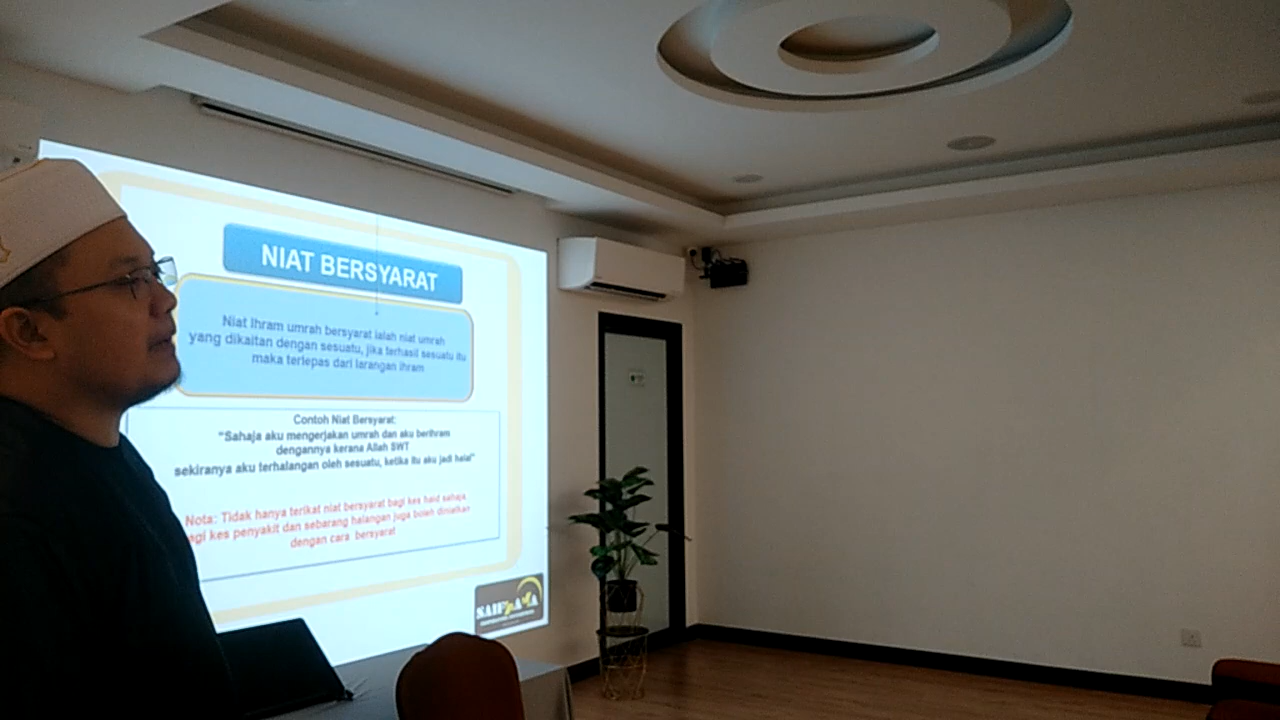 NIAT BERSYARAT
Niat Ihram umrah bersyarat ialah niat umrah
yang dikaitan dengan sesuatu, jika terhasil sesuatu itu
maka terlepas dari larangan ihram
Contoh Niat Bersyarat:
"Sahaja aku mengerjakan umrah dan aku berihram
dengannya kerana Allah SWT
sekiranya aku terhalangan oleh sesuatu, ketika itu aku jadi halal"
Nota: Tidak hanya terikat niat bersyarat bagi kes haid sahaja
agi kes penyakit dan sebarang halangan juga boleh diniatkan
dengan cara bersyarat